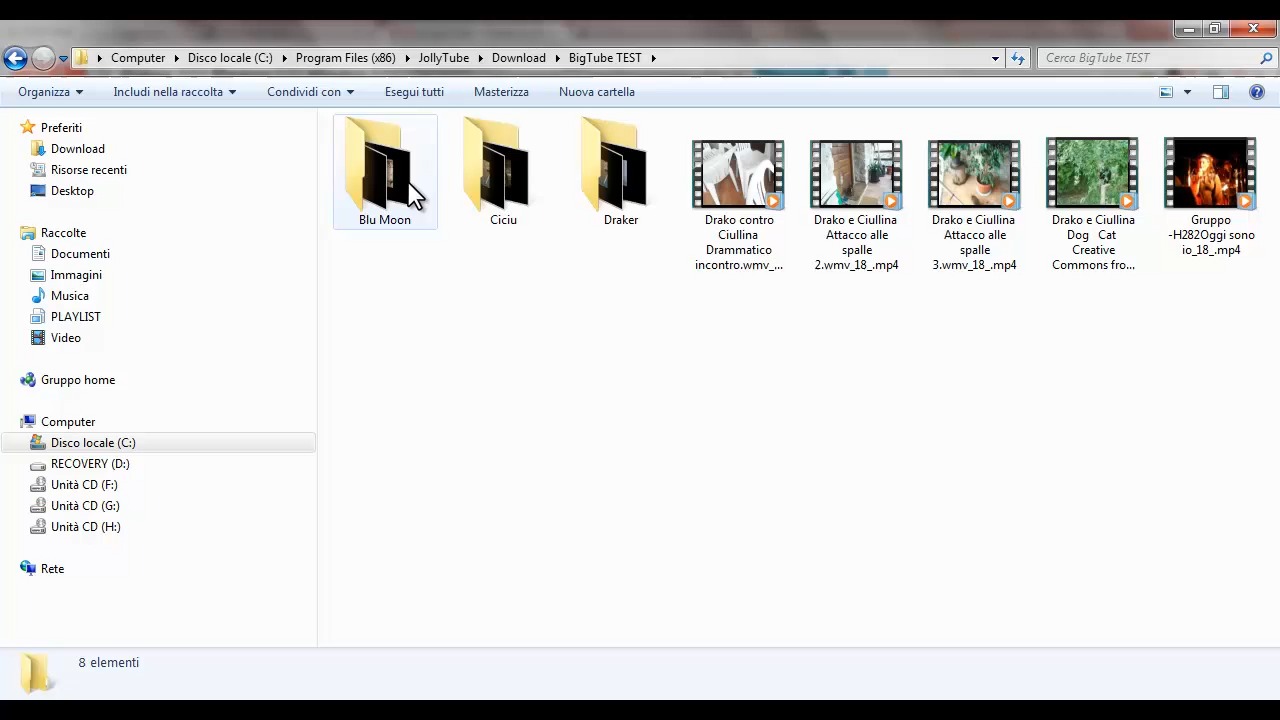 Computer
Disco locale (C:)
Program Files (x86)
JollyTube
Download
BigTube TEST
Cerca BigTube TEST
Organizza
Includi nella raccolta
Condividi con
Esegui tutti
Masterizza
Nuova cartella
Preferiti
Download
Risorse recenti
Desktop
Raccolte
Documenti
Immagini
Musica
PLAYLIST
Video
Gruppo home
Computer
Disco locale (C:)
RECOVERY (D:)
Unità CD (F:)
Unità CD (G:)
Unità CD (H:)
Rete
Blu Moon
Ciciu
Draker
Drako contro
Ciullina
Drammatico
incontro.wmv_...
Drako e Ciullina
Attacco alle
spalle
2.wmv_18_.mp4
Drako e Ciullina
Attacco alle
spalle
3.wmv_18_.mp4
Drako e Ciullina
Dog Cat
Creative
Commons fro...
Gruppo
-H282Oggi sono
io_18_.mp4
8 elementi